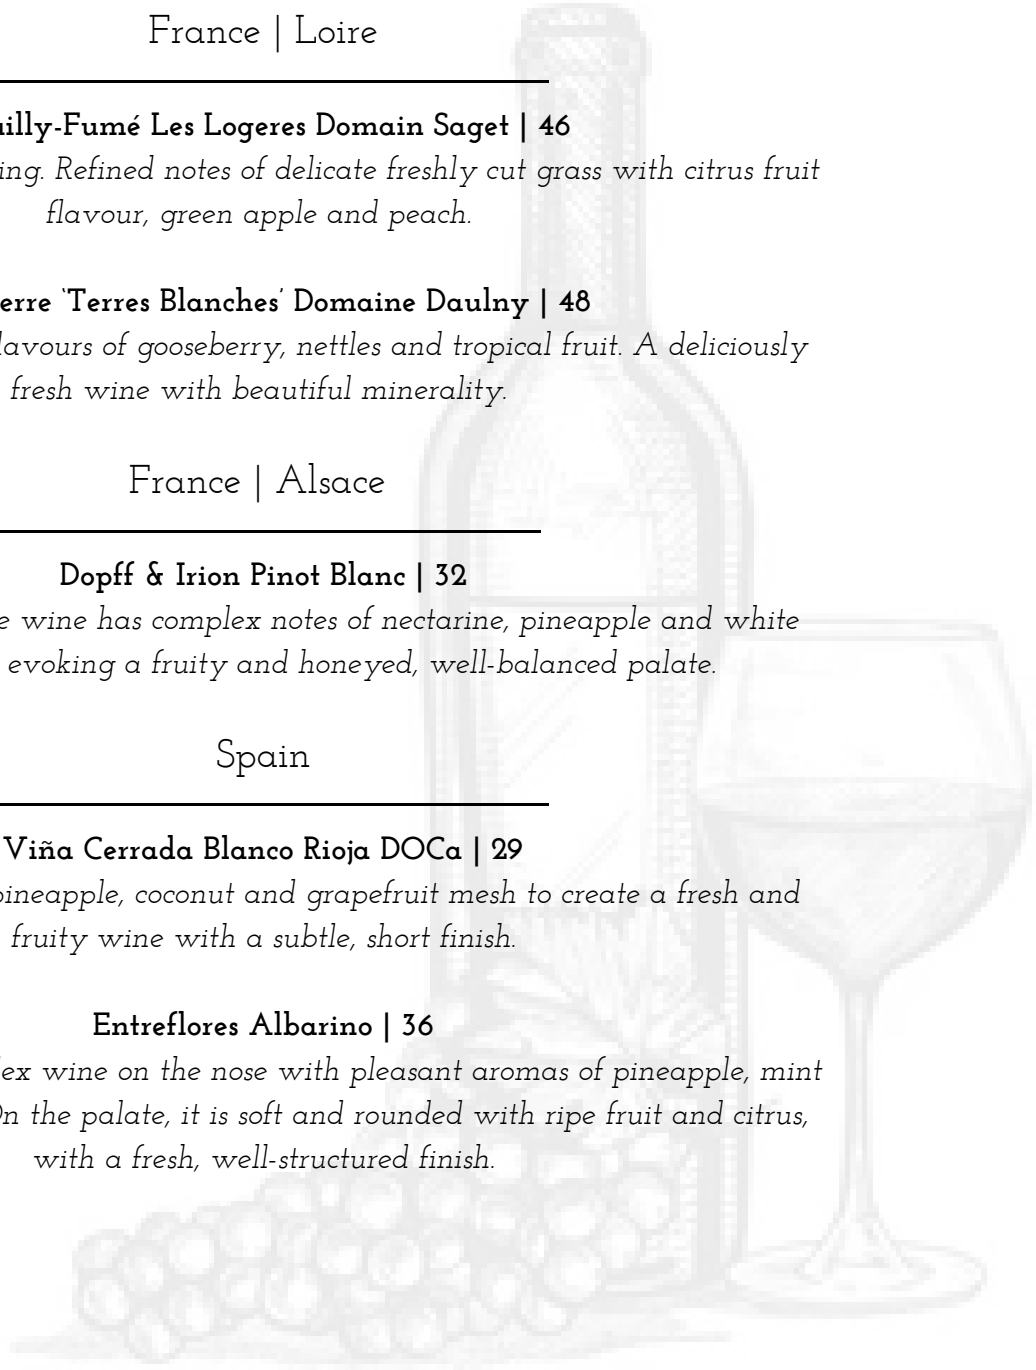 France | Loire
uilly-Fumé Les Logeres Domain Saget | 46
ing. Refined notes of delicate freshly cut grass with citrus fruit
flavour, green apple and peach.
erre 'Terres Blanches' Domaine Daulny | 48
lavours of gooseberry, nettles and tropical fruit. A deliciously
fresh wine with beautiful minerality.
France | Alsace
Dopff & Irion Pinot Blanc | 32
e wine has complex notes of nectarine, pineapple and white
evoking a fruity and honeyed, well-balanced palate.
Spain
Viña Cerrada Blanco Rioja DOCa | 29
pineapple, coconut and grapefruit mesh to create a fresh and
fruity wine with a subtle, short finish.
Entreflores Albarino | 36
ex wine on the nose with pleasant aromas of pineapple, mint
On the palate, it is soft and rounded with ripe fruit and citrus,
with a fresh, well-structured finish.